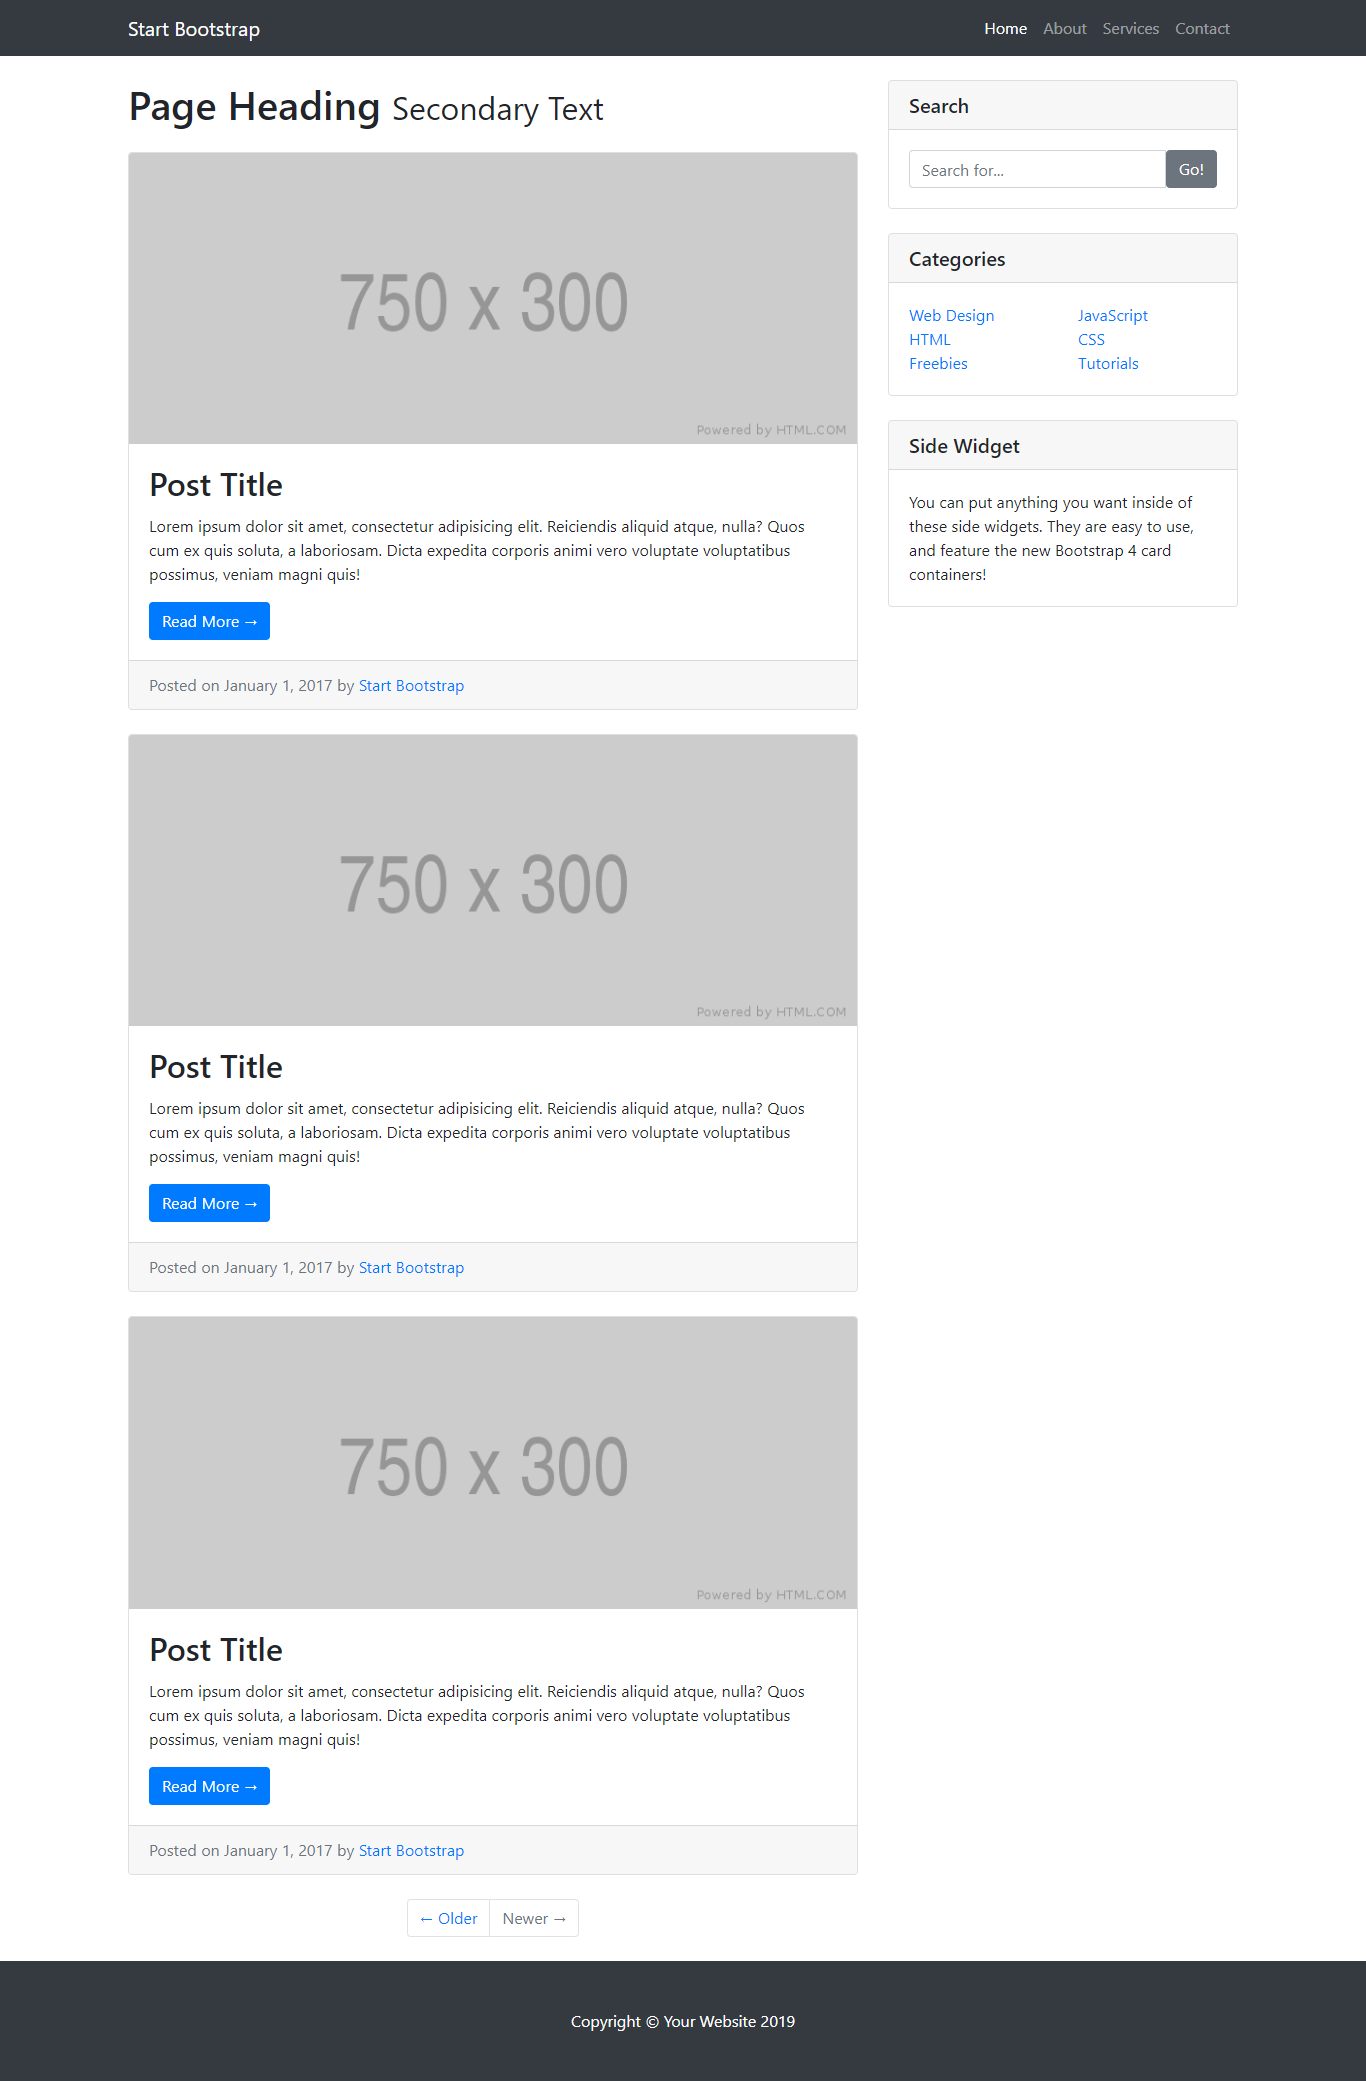 Start Bootstrap
Home About Services Contact
Page Heading Secondary Text
750 x 300
Powered by HTML.COM
Post Title
Lorem ipsum dolor sit amet, consectetur adipisicing elit. Reiciendis aliquid atque, nulla? Quos
cum ex quis soluta, a laboriosam. Dicta expedita corporis animi vero voluptate voluptatibus
possimus, veniam magni quis!
Read More →
Posted on January 1, 2017 by Start Bootstrap
750 x 300
Powered by HTML.COM
Post Title
Lorem ipsum dolor sit amet, consectetur adipisicing elit. Reiciendis aliquid atque, nulla? Quos
cum ex quis soluta, a laboriosam. Dicta expedita corporis animi vero voluptate voluptatibus
possimus, veniam magni quis!
Read More →
Posted on January 1, 2017 by Start Bootstrap
750 x 300
Powered by HTML.COM
Post Title
Lorem ipsum dolor sit amet, consectetur adipisicing elit. Reiciendis aliquid atque, nulla? Quos
cum ex quis soluta, a laboriosam. Dicta expedita corporis animi vero voluptate voluptatibus
possimus, veniam magni quis!
Read More →
Posted on January 1, 2017 by Start Bootstrap
← Older Newer →
Search
Search for... Go!
Categories
Web Design JavaScript
HTML CSS
Freebies Tutorials
Side Widget
You can put anything you want inside of
these side widgets. They are easy to use,
and feature the new Bootstrap 4 card
containers!
Copyright © Your Website 2019